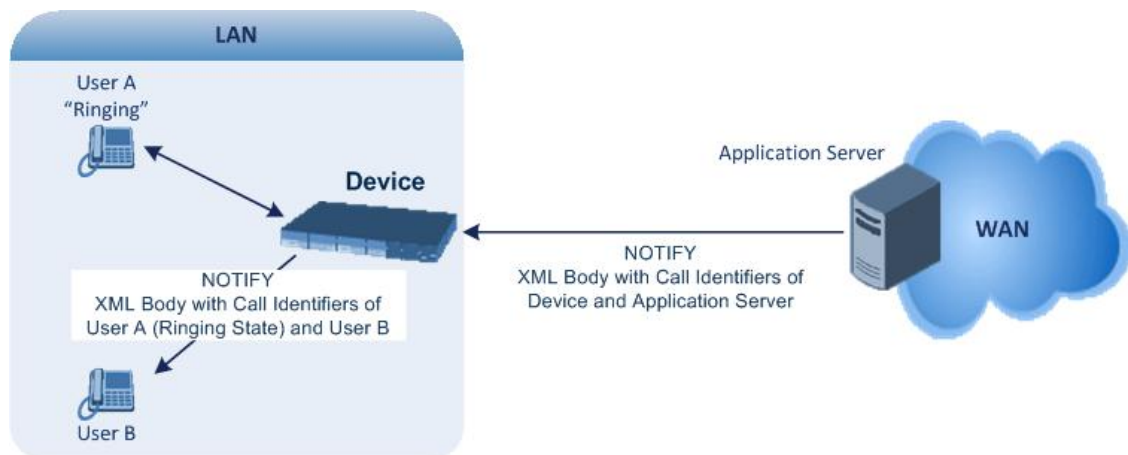 LAN
User A
“Ringing”
Device
Application Server
WAN
NOTIFY
XML Body with Call Identifiers of
Device and Application Server
NOTIFY
XML Body with Call Identifiers of
User A (Ringing State) and User B
User B